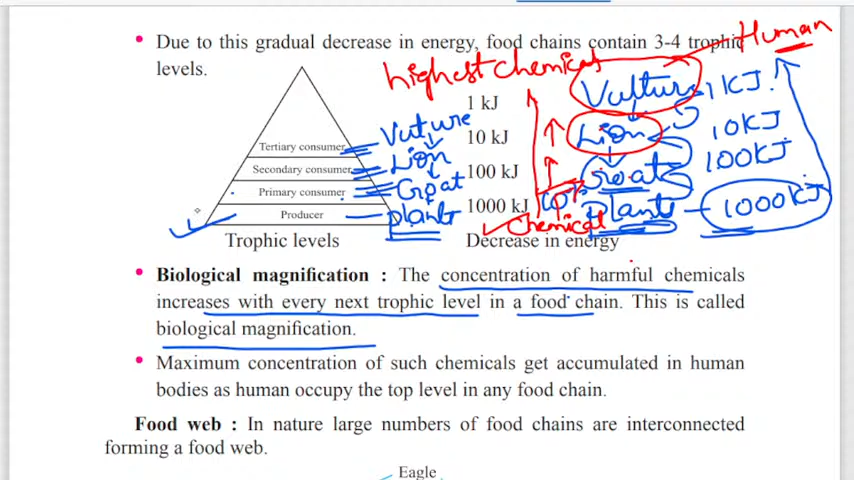 Due to this gradual decrease in energy, food chains contain 3-4 trophic
levels.
Human
highest chemical
Vulture 1 KJ.
1 kJ
Vuture
Lion
10 KJ
Tertiary consumer
10 kJ
Lion
100 KJ
Secondary consumer
100 kJ
Goat
Primary consumer
Goat
Plants
1000 KJ
Producer
plants
1000 kJ
Chemical
Trophic levels
Decrease in energy
Biological magnification : The concentration of harmful chemicals
increases with every next trophic level in a food chain. This is called
biological magnification.
Maximum concentration of such chemicals get accumulated in human
bodies as human occupy the top level in any food chain.
Food web : In nature large numbers of food chains are interconnected
forming a food web.
Eagle